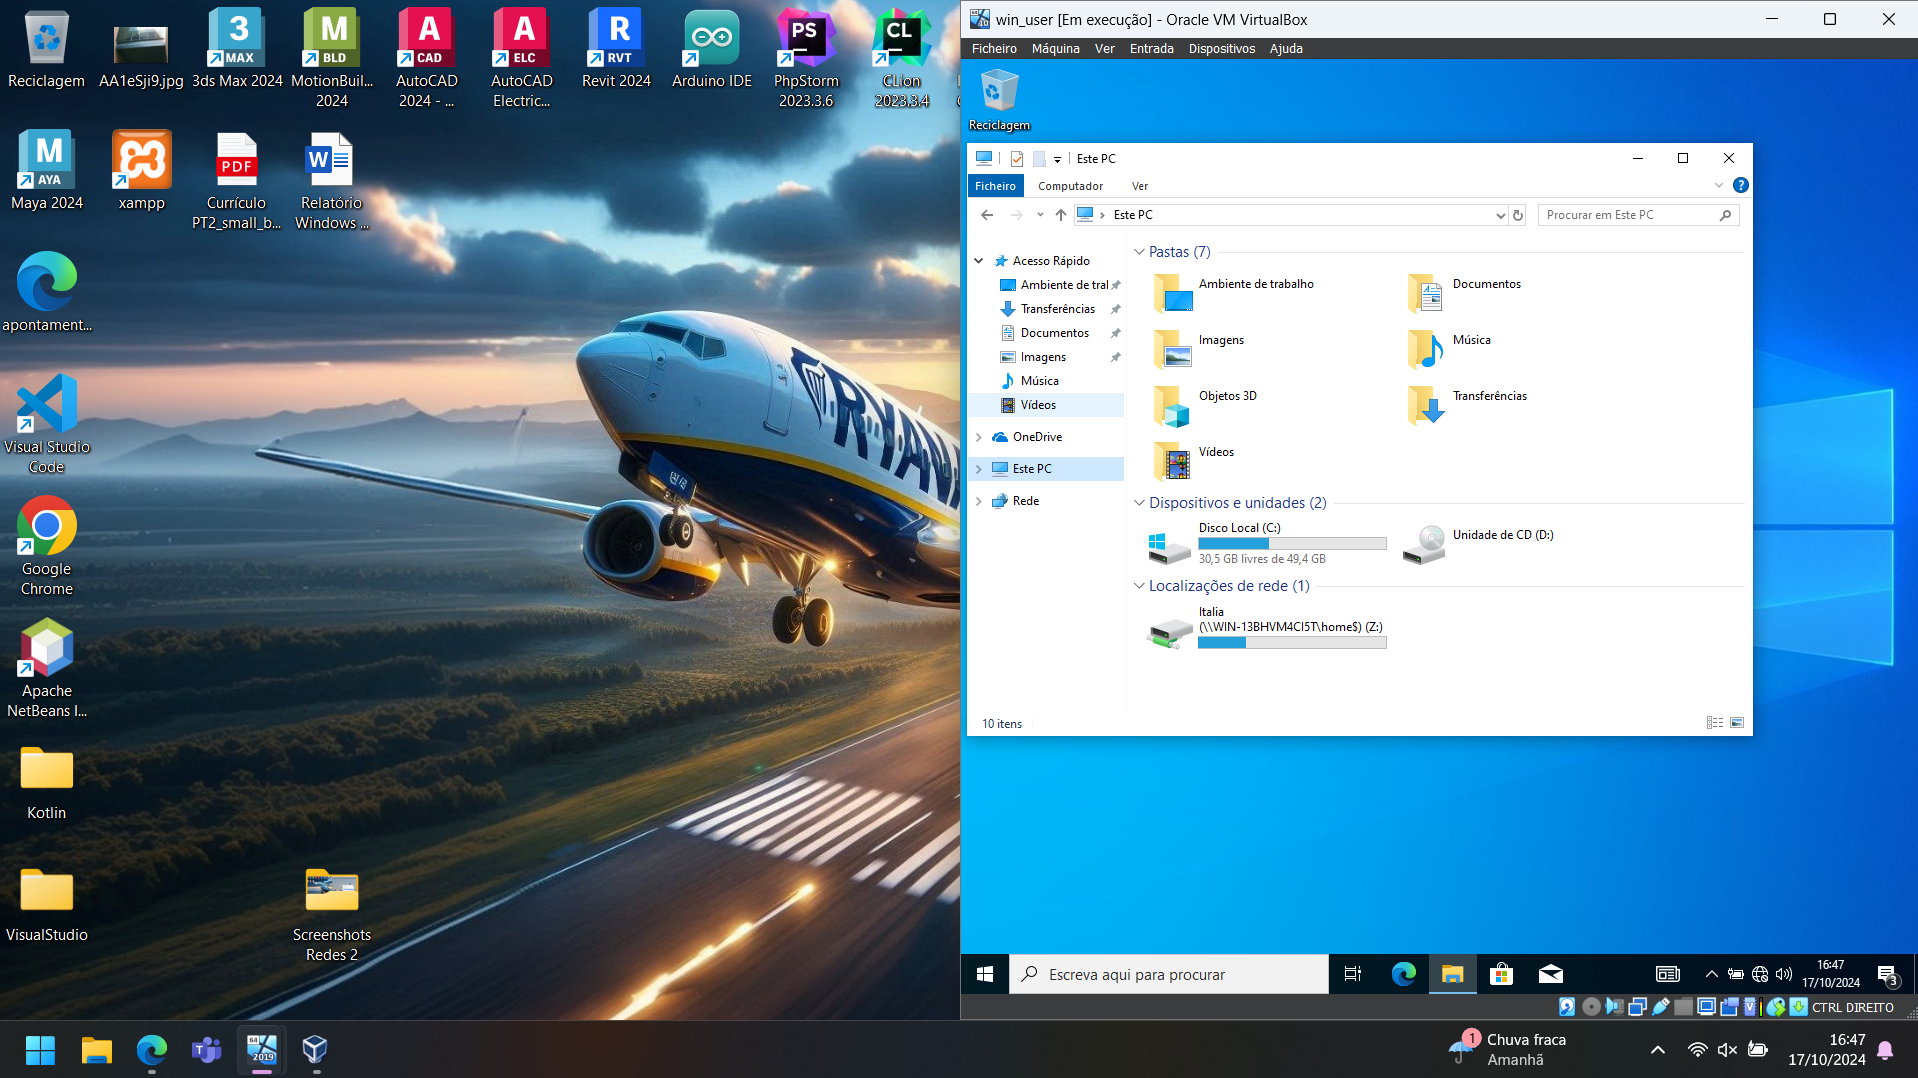 Reciclagem
AA1eSji9.jpg
3
MAX
3ds Max 2024
M
BLD
MotionBuil...
2024
A
CAD
AutoCAD
2024 - ...
A
ELC
AutoCAD
Electric...
R
RVT
Revit 2024
Arduino IDE
PS
PhpStorm
2023.3.6
CL
CLion
2023.3.4
M
AYA
Maya 2024
xampp
PDF
Currículo
PT2_small_b...
W
Relatório
Windows ...
apontament...
Visual Studio
Code
Google
Chrome
Apache
NetBeans I...
Kotlin
VisualStudio
Screenshots
Redes 2
RYAN
win_user [Em execução] - Oracle VM VirtualBox
Ficheiro Máquina Ver Entrada Dispositivos Ajuda
Reciclagem
Este PC
Ficheiro Computador Ver
Este PC
Procurar em Este PC
Acesso Rápido
Ambiente de tral
Transferências
Documentos
Imagens
Música
Vídeos
OneDrive
Este PC
Rede
Pastas (7)
Ambiente de trabalho
Documentos
Imagens
Música
Objetos 3D
Transferências
Vídeos
Dispositivos e unidades (2)
Disco Local (C:)
30,5 GB livres de 49,4 GB
Unidade de CD (D:)
Localizações de rede (1)
Italia
(\\WIN-13BHVM4CI5T\home$) (Z:)
10 itens
Escreva aqui para procurar
16:47
17/10/2024
3
CTRL DIREITO
64
2019
1
Chuva fraca
Amanhã
16:47
17/10/2024